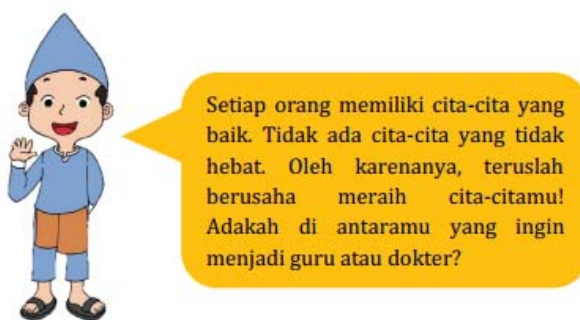 Setiap orang memiliki cita-cita yang
baik. Tidak ada cita-cita yang tidak
hebat. Oleh karenanya, teruslah
berusaha meraih cita-citamu!
Adakah di antaramu yang ingin
menjadi guru atau dokter?